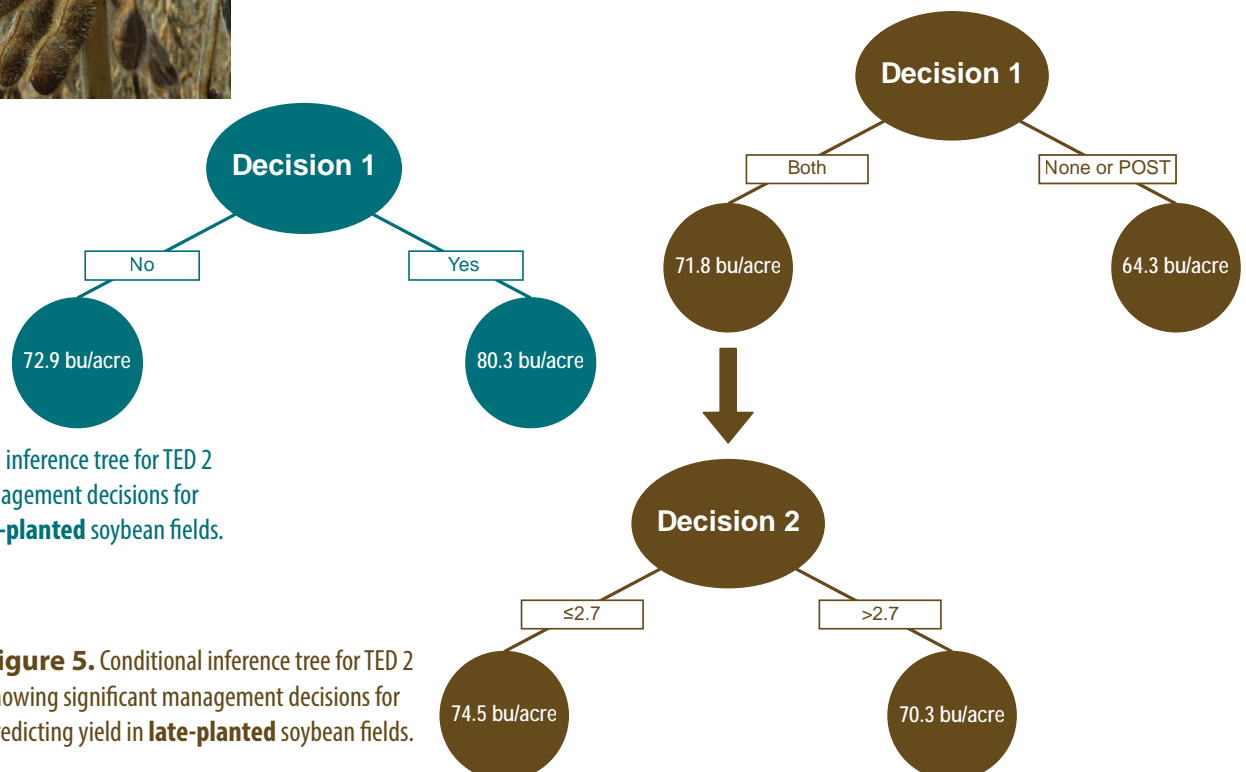 Decision 1
No
Yes
72.9 bu/acre
80.3 bu/acre
inference tree for TED 2
decisions for
-planted soybean fields.
Decision 1
Both
None or POST
71.8 bu/acre
64.3 bu/acre
Decision 2
≤2.7
>2.7
74.5 bu/acre
70.3 bu/acre
igure 5. Conditional inference tree for TED 2
howing significant management decisions for
redicting yield in late-planted soybean fields.